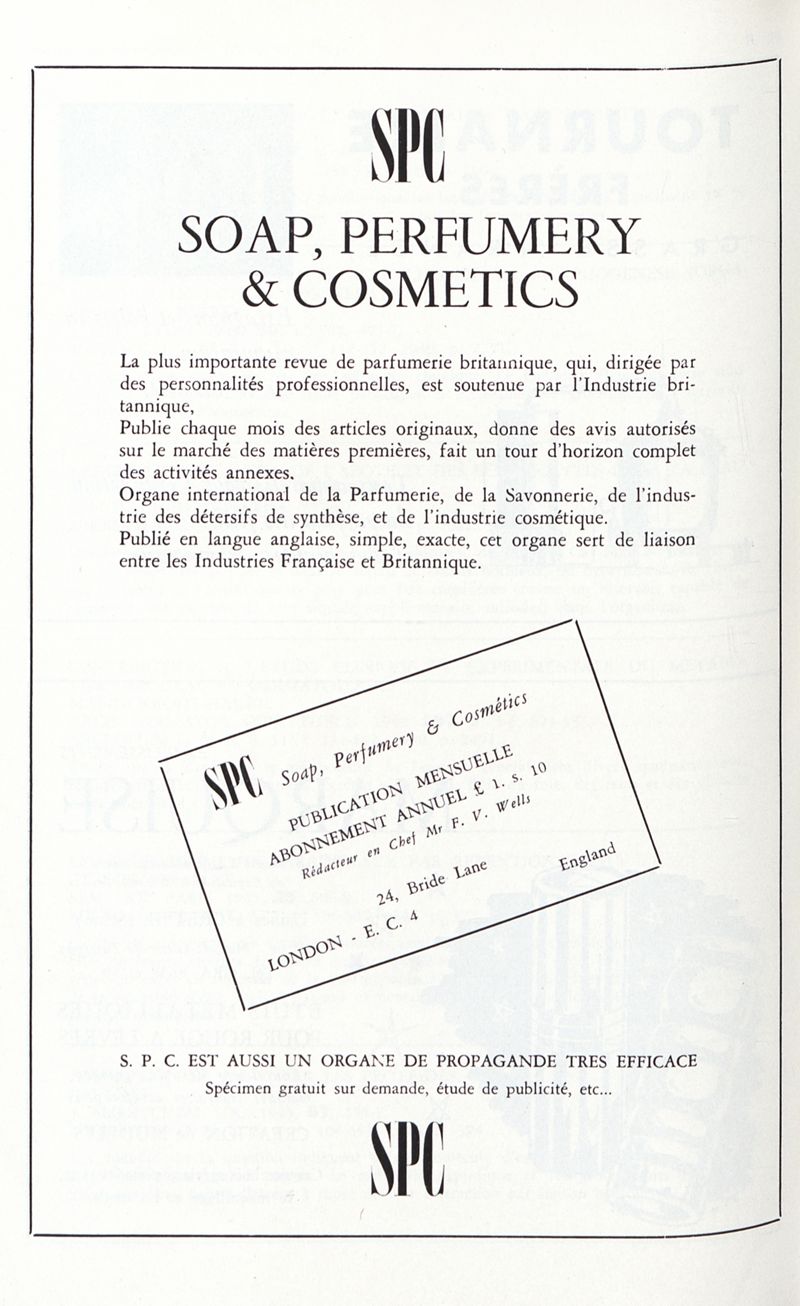 SPC
SOAP, PERFUMERY
& COSMETICS
La plus importante revue de parfumerie britannique, qui, dirigée par
des personnalités professionnelles, est soutenue par l'Industrie bri-
tannique,
Publie chaque mois des articles originaux, donne des avis autorisés
sur le marché des matières premières, fait un tour d'horizon complet
des activités annexes.
Organe international de la Parfumerie, de la Savonnerie, de l'indus-
trie des détersifs de synthèse, et de l'industrie cosmétique.
Publié en langue anglaise, simple, exacte, cet organe sert de liaison
entre les Industries Française et Britannique.
SPC Soap, Perfumery & Cosmétics
PUBLICATION MENSUELLE
ABONNEMENT ANNUEL £ 1. s. 10
Rédacteur en Chef Mr F. V. Wells
24, Bride Lane
LONDON - E. C. 4 England
S. P. C. EST AUSSI UN ORGANE DE PROPAGANDE TRES EFFICACE
Spécimen gratuit sur demande, étude de publicité, etc...
SPC